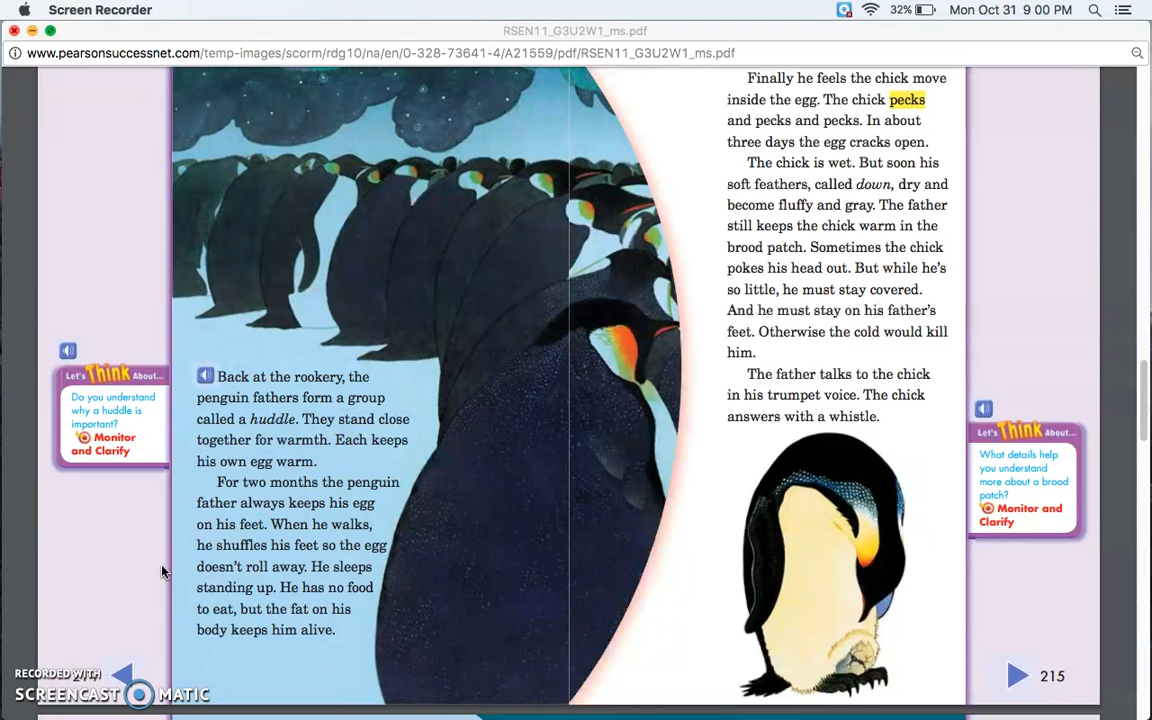 Screen Recorder
32%
Mon Oct 31 9:00 PM
RSEN11_G3U2W1_ms.pdf
www.pearsonsuccessnet.com/temp-images/scorm/rdg10/na/en/0-328-73641-4/A21559/pdf/RSEN11_G3U2W1_ms.pdf
Let's Think About...
Do you understand
why a huddle is
important?
Monitor
and Clarify
Back at the rookery, the
penguin fathers form a group
called a huddle. They stand close
together for warmth. Each keeps
his own egg warm.
For two months the penguin
father always keeps his egg
on his feet. When he walks,
he shuffles his feet so the egg
doesn't roll away. He sleeps
standing up. He has no food
to eat, but the fat on his
body keeps him alive.
Finally he feels the chick move
inside the egg. The chick pecks
and pecks and pecks. In about
three days the egg cracks open.
The chick is wet. But soon his
soft feathers, called down, dry and
become fluffy and gray. The father
still keeps the chick warm in the
brood patch. Sometimes the chick
pokes his head out. But while he's
so little, he must stay covered.
And he must stay on his father's
feet. Otherwise the cold would kill
him.
The father talks to the chick
in his trumpet voice. The chick
answers with a whistle.
Let's Think About...
What details help
you understand
more about a brood
patch?
Monitor and
Clarify
215
RECORDED WITH
SCREENCAST MATIC